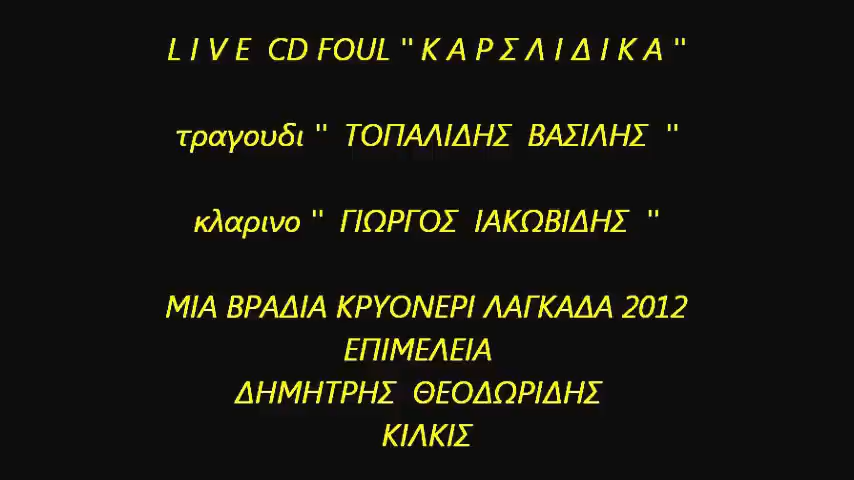 L I V E CD FOUL " Κ Α Ρ Σ Λ Ι Δ Ι Κ Α "
τραγουδι " ΤΟΠΑΛΙΔΗΣ ΒΑΣΙΛΗΣ "
κλαρινο " ΓΙΩΡΓΟΣ ΙΑΚΩΒΙΔΗΣ "
ΜΙΑ ΒΡΑΔΙΑ ΚΡΥΟΝΕΡΙ ΛΑΓΚΑΔΑ 2012
ΕΠΙΜΕΛΕΙΑ
ΔΗΜΗΤΡΗΣ ΘΕΟΔΩΡΙΔΗΣ
ΚΙΛΚΙΣ